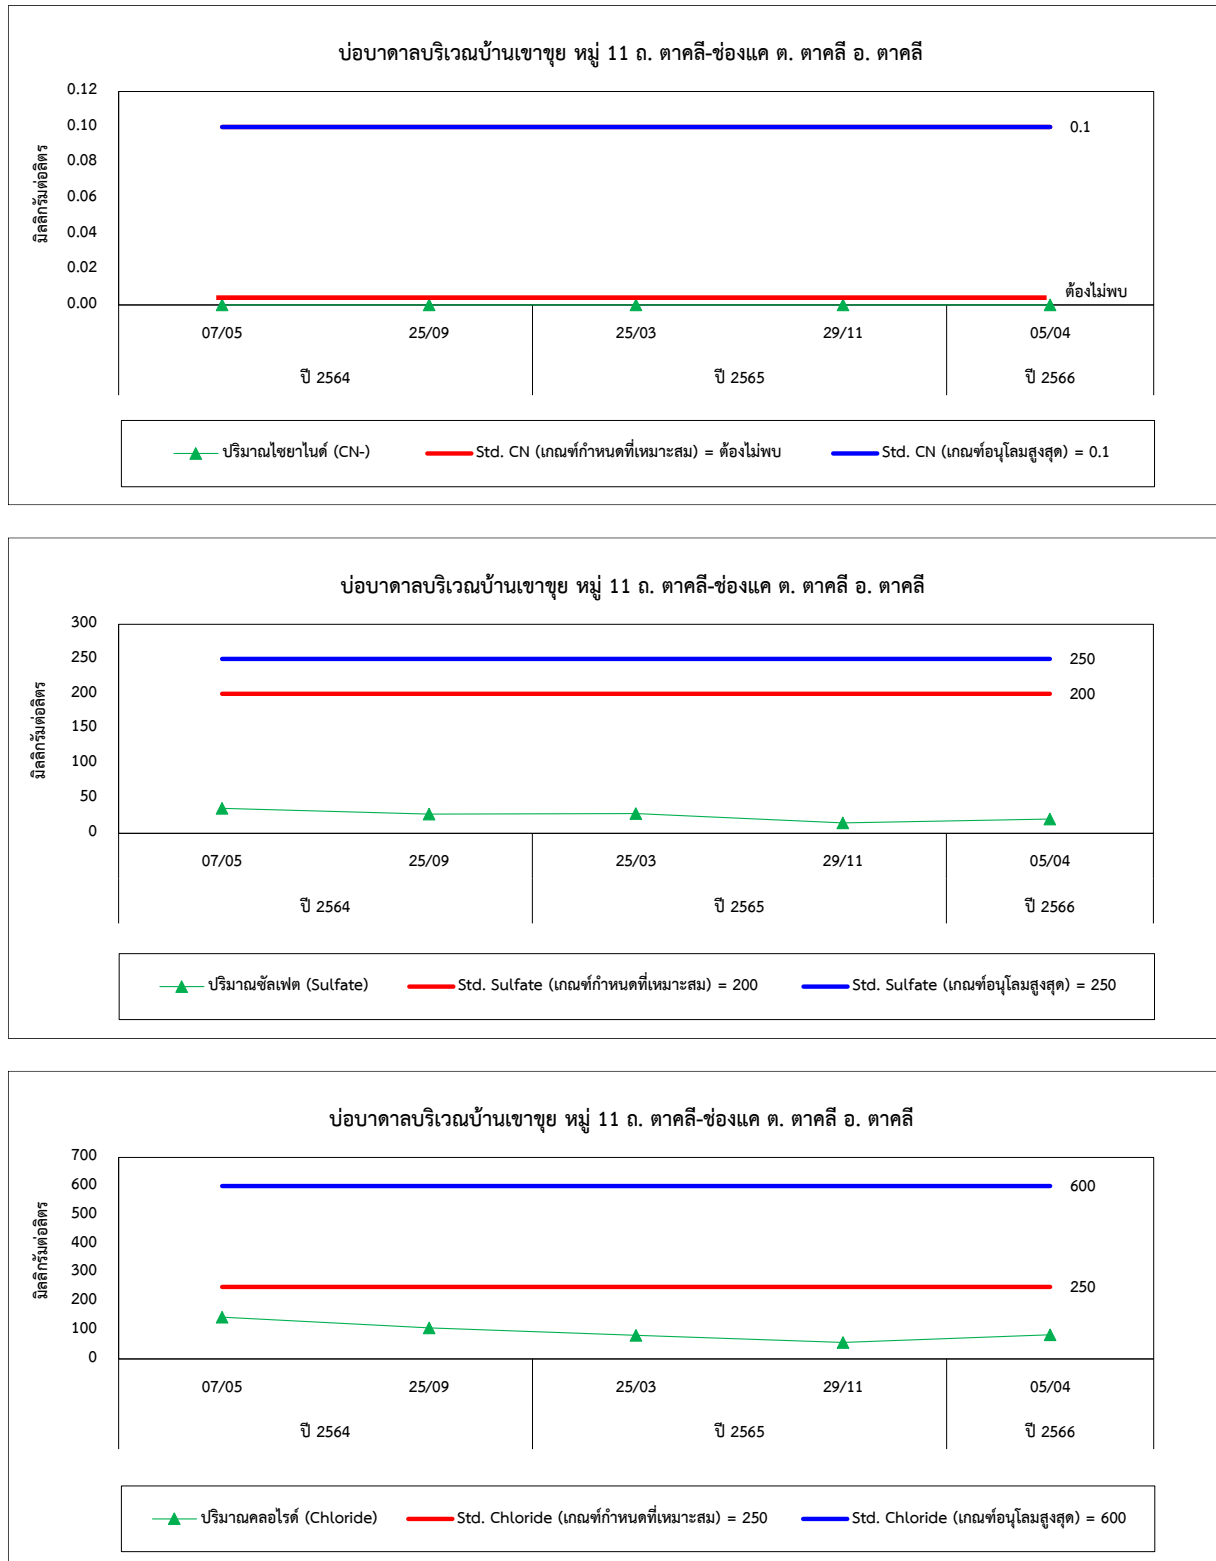 บ่อบาดาลบริเวณบ้านเขาขุย หมู่ 11 ถ. ตาคลี-ช่องแค ต. ตาคลี อ. ตาคลี
มิลลิกรัมต่อลิตร
0.12
0.10
0.08
0.06
0.04
0.02
0.00
0.1
ต้องไม่พบ
07/05 25/09 25/03 29/11 05/04
ปี 2564 ปี 2565 ปี 2566
ปริมาณไซยาไนด์ (CN-) Std. CN (เกณฑ์กำหนดที่เหมาะสม) = ต้องไม่พบ Std. CN (เกณฑ์อนุโลมสูงสุด) = 0.1
บ่อบาดาลบริเวณบ้านเขาขุย หมู่ 11 ถ. ตาคลี-ช่องแค ต. ตาคลี อ. ตาคลี
มิลลิกรัมต่อลิตร
300
250
200
150
100
50
0
250
200
07/05 25/09 25/03 29/11 05/04
ปี 2564 ปี 2565 ปี 2566
ปริมาณซัลเฟต (Sulfate) Std. Sulfate (เกณฑ์กำหนดที่เหมาะสม) = 200 Std. Sulfate (เกณฑ์อนุโลมสูงสุด) = 250
บ่อบาดาลบริเวณบ้านเขาขุย หมู่ 11 ถ. ตาคลี-ช่องแค ต. ตาคลี อ. ตาคลี
มิลลิกรัมต่อลิตร
700
600
500
400
300
200
100
0
600
250
07/05 25/09 25/03 29/11 05/04
ปี 2564 ปี 2565 ปี 2566
ปริมาณคลอไรด์ (Chloride) Std. Chloride (เกณฑ์กำหนดที่เหมาะสม) = 250 Std. Chloride (เกณฑ์อนุโลมสูงสุด) = 600